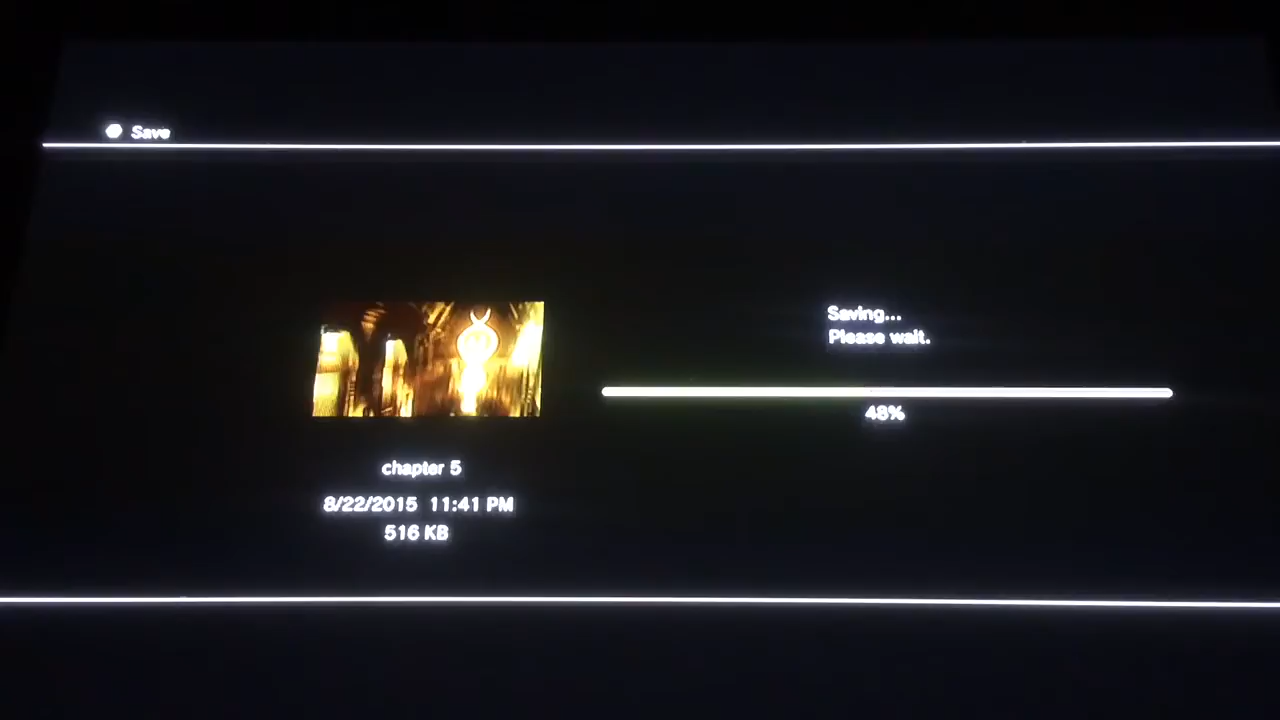 Save
Saving...
Please wait.
48%
chapter 5
8/22/2015 11:41 PM
516 KB